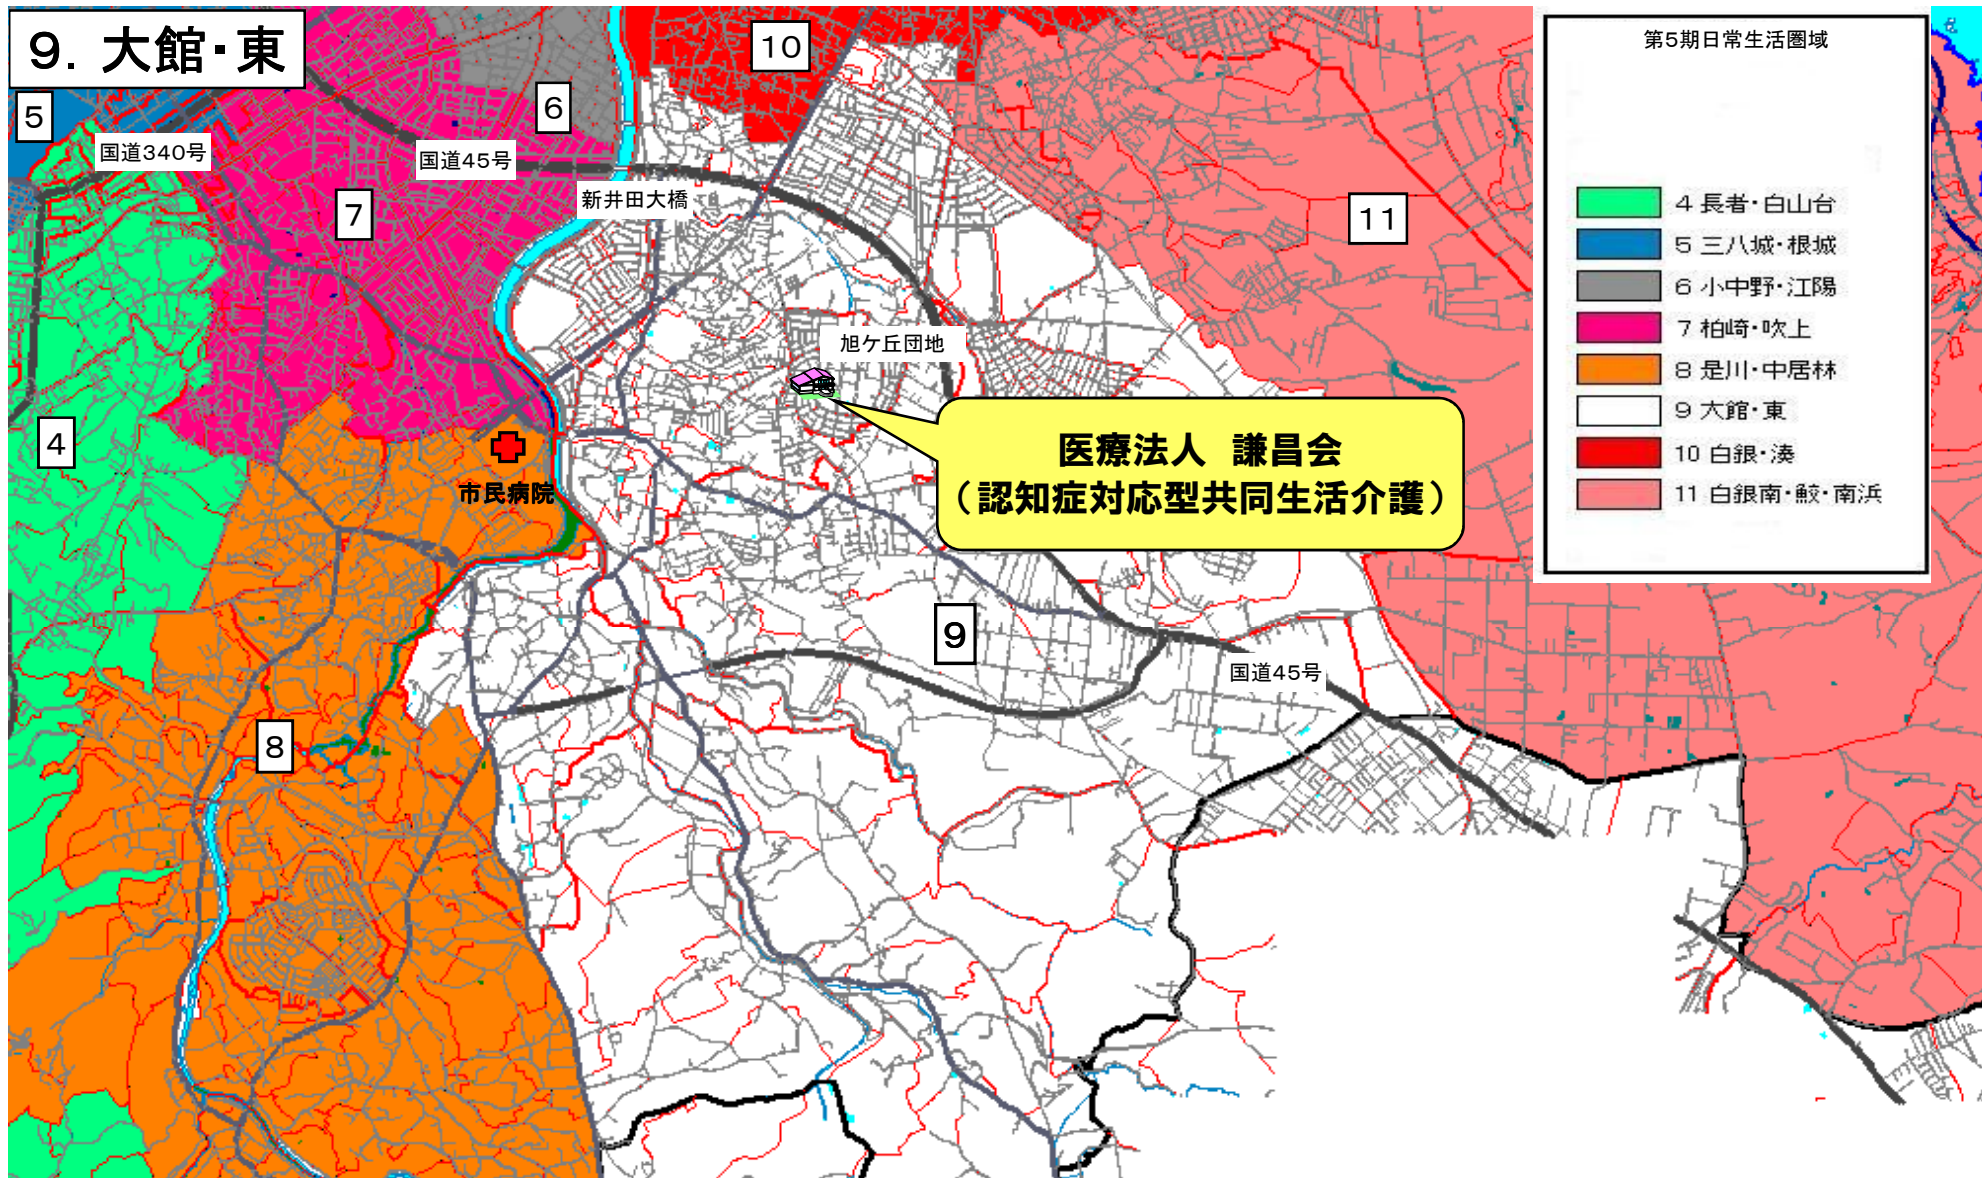 ９．大館・東
10
第5期日常生活圏域
5
6
国道340号
国道45号
新井田大橋
7
11
4 長者・白山台
5 三八城・根城
6 小中野・江陽
7 柏崎・吹上
8 是川・中居林
9 大館・東
10 白銀・湊
11 白銀南・鮫・南浜
旭ケ丘団地
4
市民病院
医療法人　謙昌会
（認知症対応型共同生活介護）
9
国道45号
8